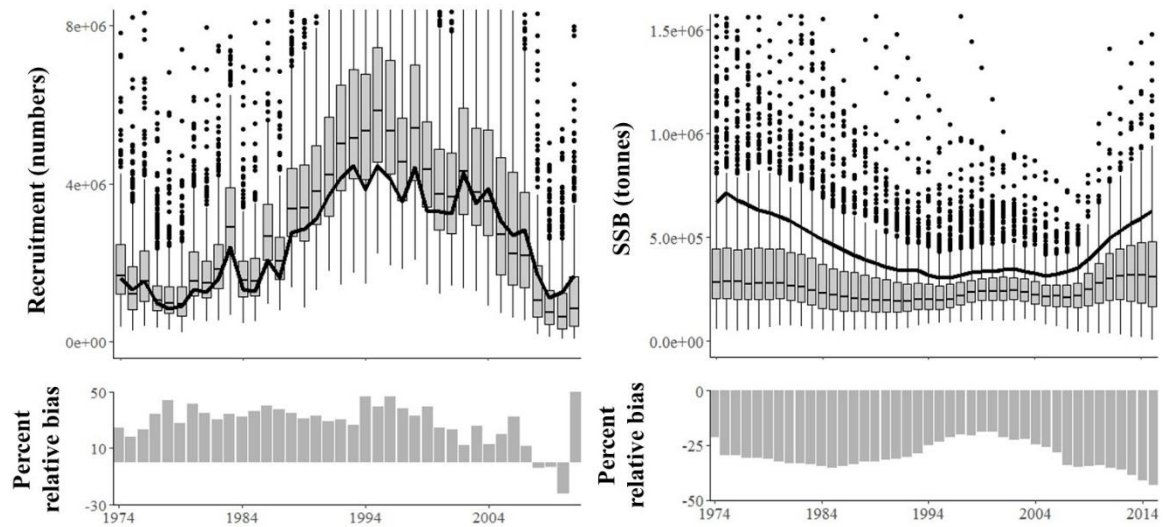 Recruitment (numbers)
8e+06
4e+06
0e+00
Percent
relative bias
50
10
-30
1974
1984
1994
2004
SSB (tonnes)
1.5e+06
1.0e+06
5.0e+05
0.0e+00
Percent
relative bias
0
-25
-50
1974
1984
1994
2004
2014